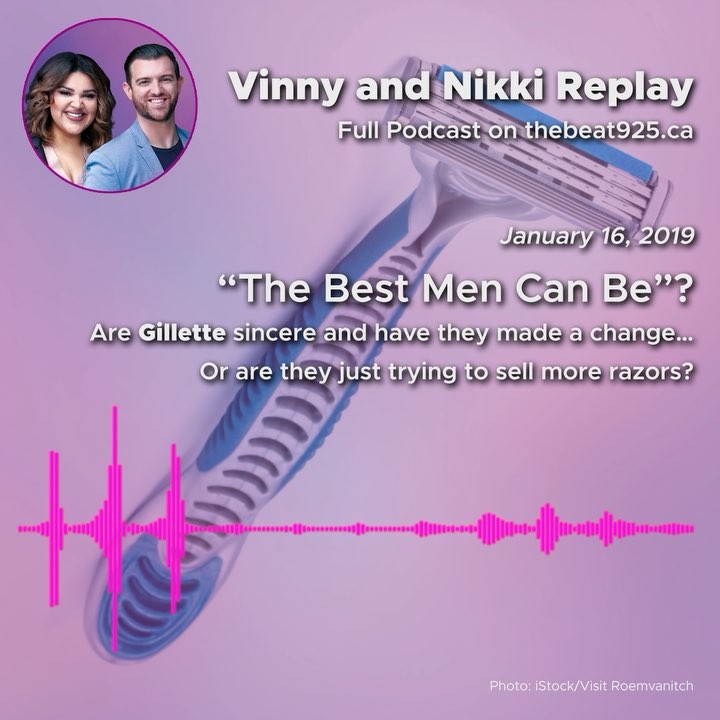 Vinny and Nikki Replay
Full Podcast on thebeat925.ca
January 16, 2019
“The Best Men Can Be”?
Are Gillette sincere and have they made a change...
Or are they just trying to sell more razors?
Photo: iStock/Visit Roemvanitch